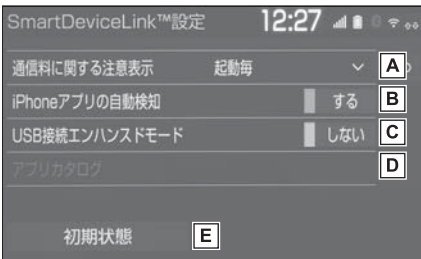 SmartDeviceLink™設定 12:27
通信料に関する注意表示 起動毎 A
iPhoneアプリの自動検知 する B
USB接続エンハンスドモード しない C
アプリカタログ D
初期状態 E